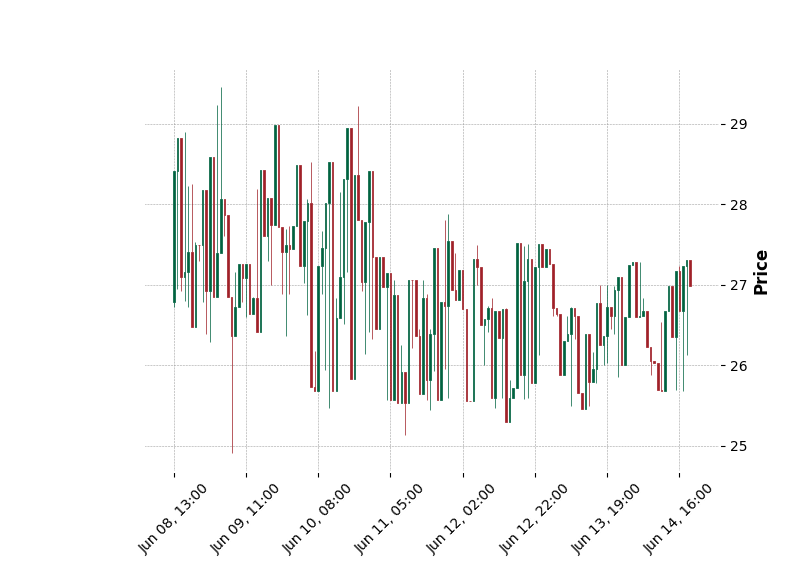 29
28
27
26
25
Price
Jun 08, 13:00
Jun 09, 11:00
Jun 10, 08:00
Jun 11, 05:00
Jun 12, 02:00
Jun 12, 22:00
Jun 13, 19:00
Jun 14, 16:00